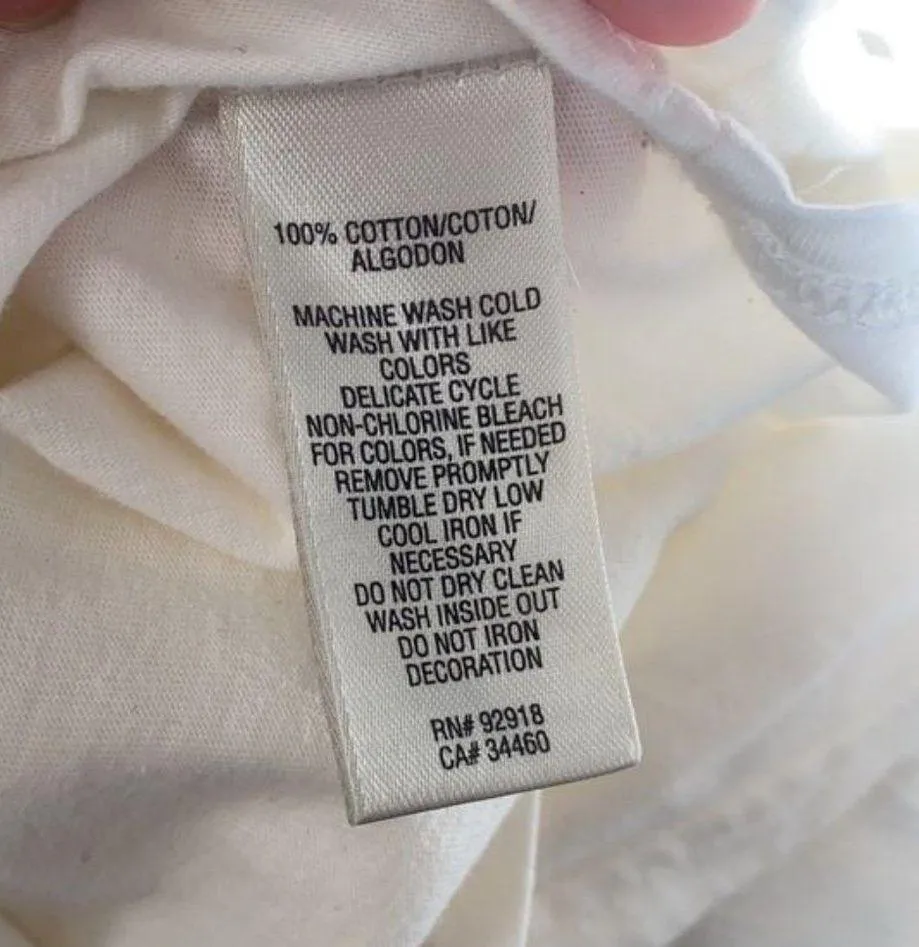 100% COTTON/COTON/
ALGODON
MACHINE WASH COLD
WASH WITH LIKE
COLORS
DELICATE CYCLE
NON-CHLORINE BLEACH
FOR COLORS, IF NEEDED
REMOVE PROMPTLY
TUMBLE DRY LOW
COOL IRON IF
NECESSARY
DO NOT DRY CLEAN
WASH INSIDE OUT
DO NOT IRON
DECORATION
RN# 92918
CA# 34460